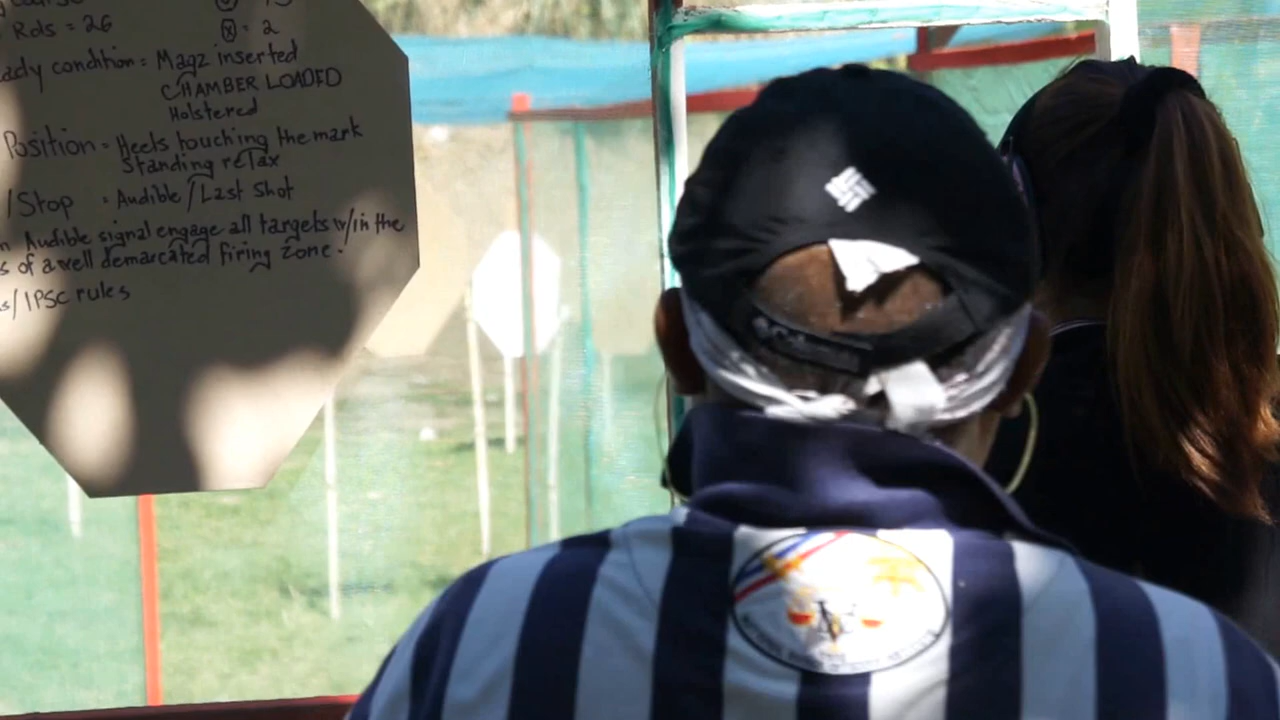 Rds = 26
= 2
condition = Magz inserted
CHAMBER LOADED
Holstered
Position = Heels touching the mark
Standing relax
/Stop = Audible/Last Shot
Audible signal engage all targets w/in the
of a well demarcated firing zone.
/IPSC rules